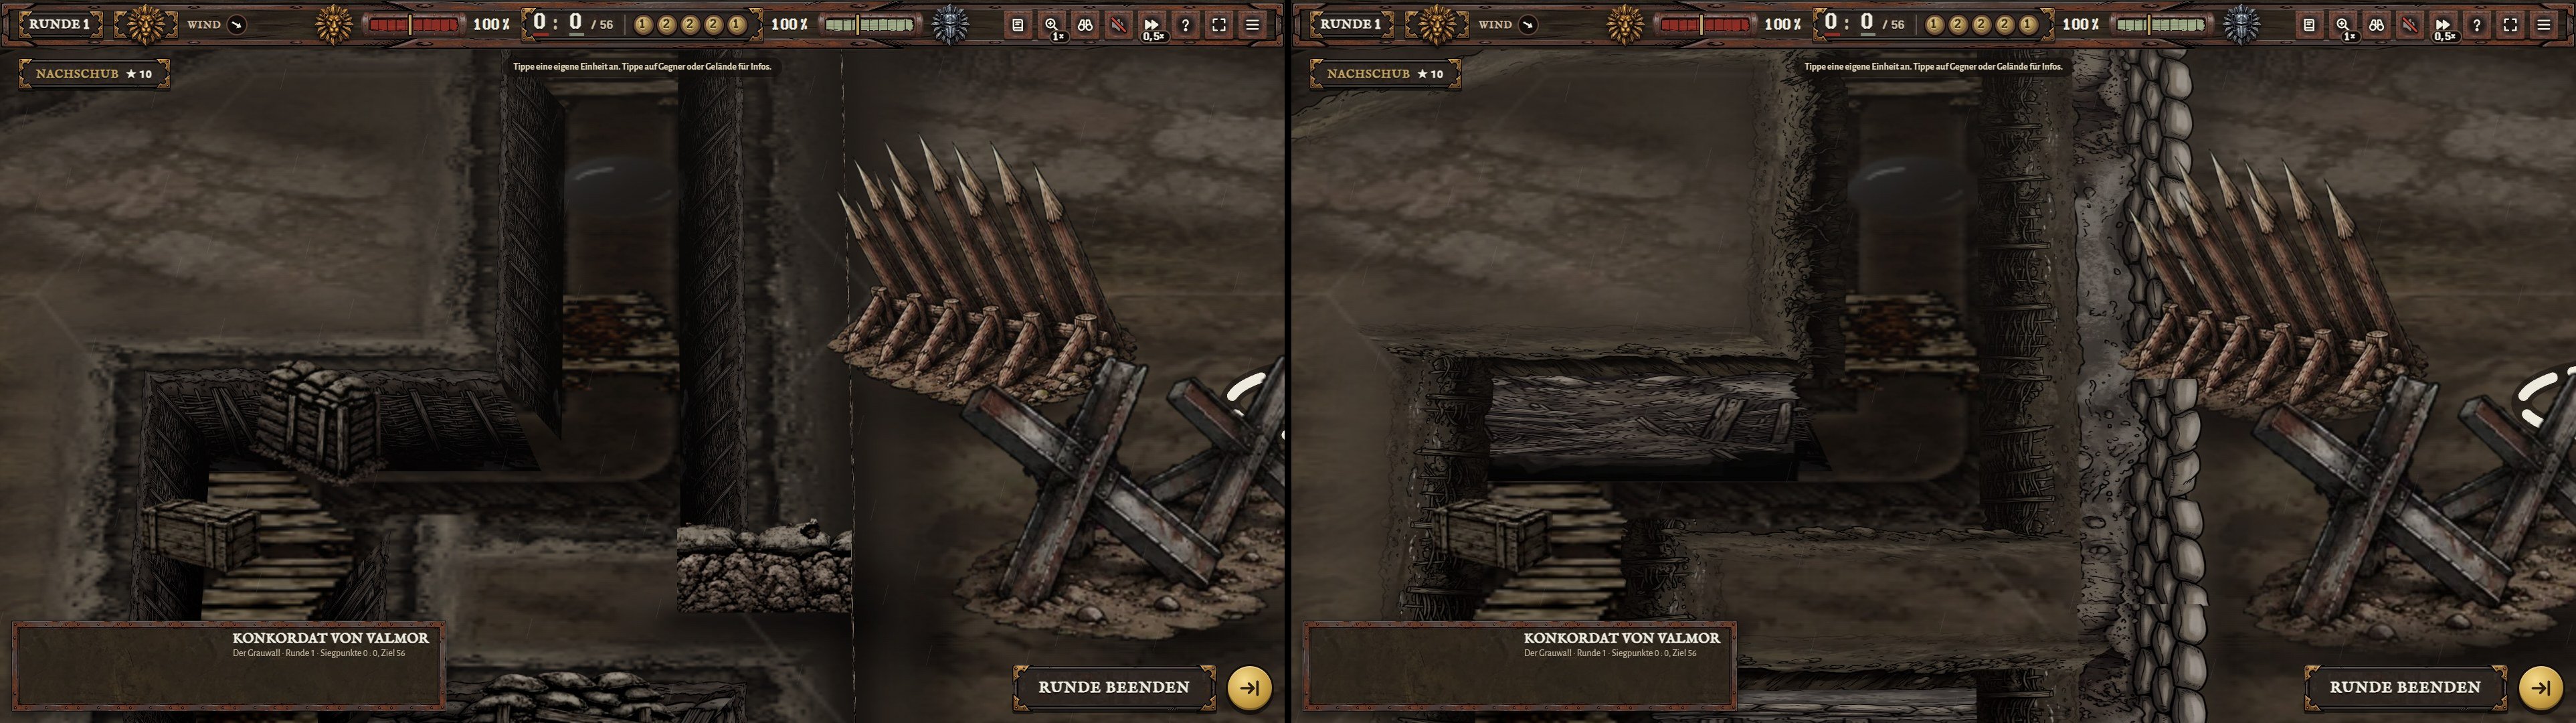 RUNDE 1 WIND 100 % 0 : 0 / 56 1 2 2 2 1 100 % 1× 0,5× ?
NACHSCHUB ★ 10
Tippe eine eigene Einheit an. Tippe auf Gegner oder Gelände für Infos.
KONKORDAT VON VALMOR
Der Grauwall · Runde 1 · Siegpunkte 0 : 0, Ziel 56
RUNDE BEENDEN
RUNDE 1 WIND 100 % 0 : 0 / 56 1 2 2 2 1 100 % 1× 0,5× ?
NACHSCHUB ★ 10
Tippe eine eigene Einheit an. Tippe auf Gegner oder Gelände für Infos.
KONKORDAT VON VALMOR
Der Grauwall · Runde 1 · Siegpunkte 0 : 0, Ziel 56
RUNDE BEENDEN